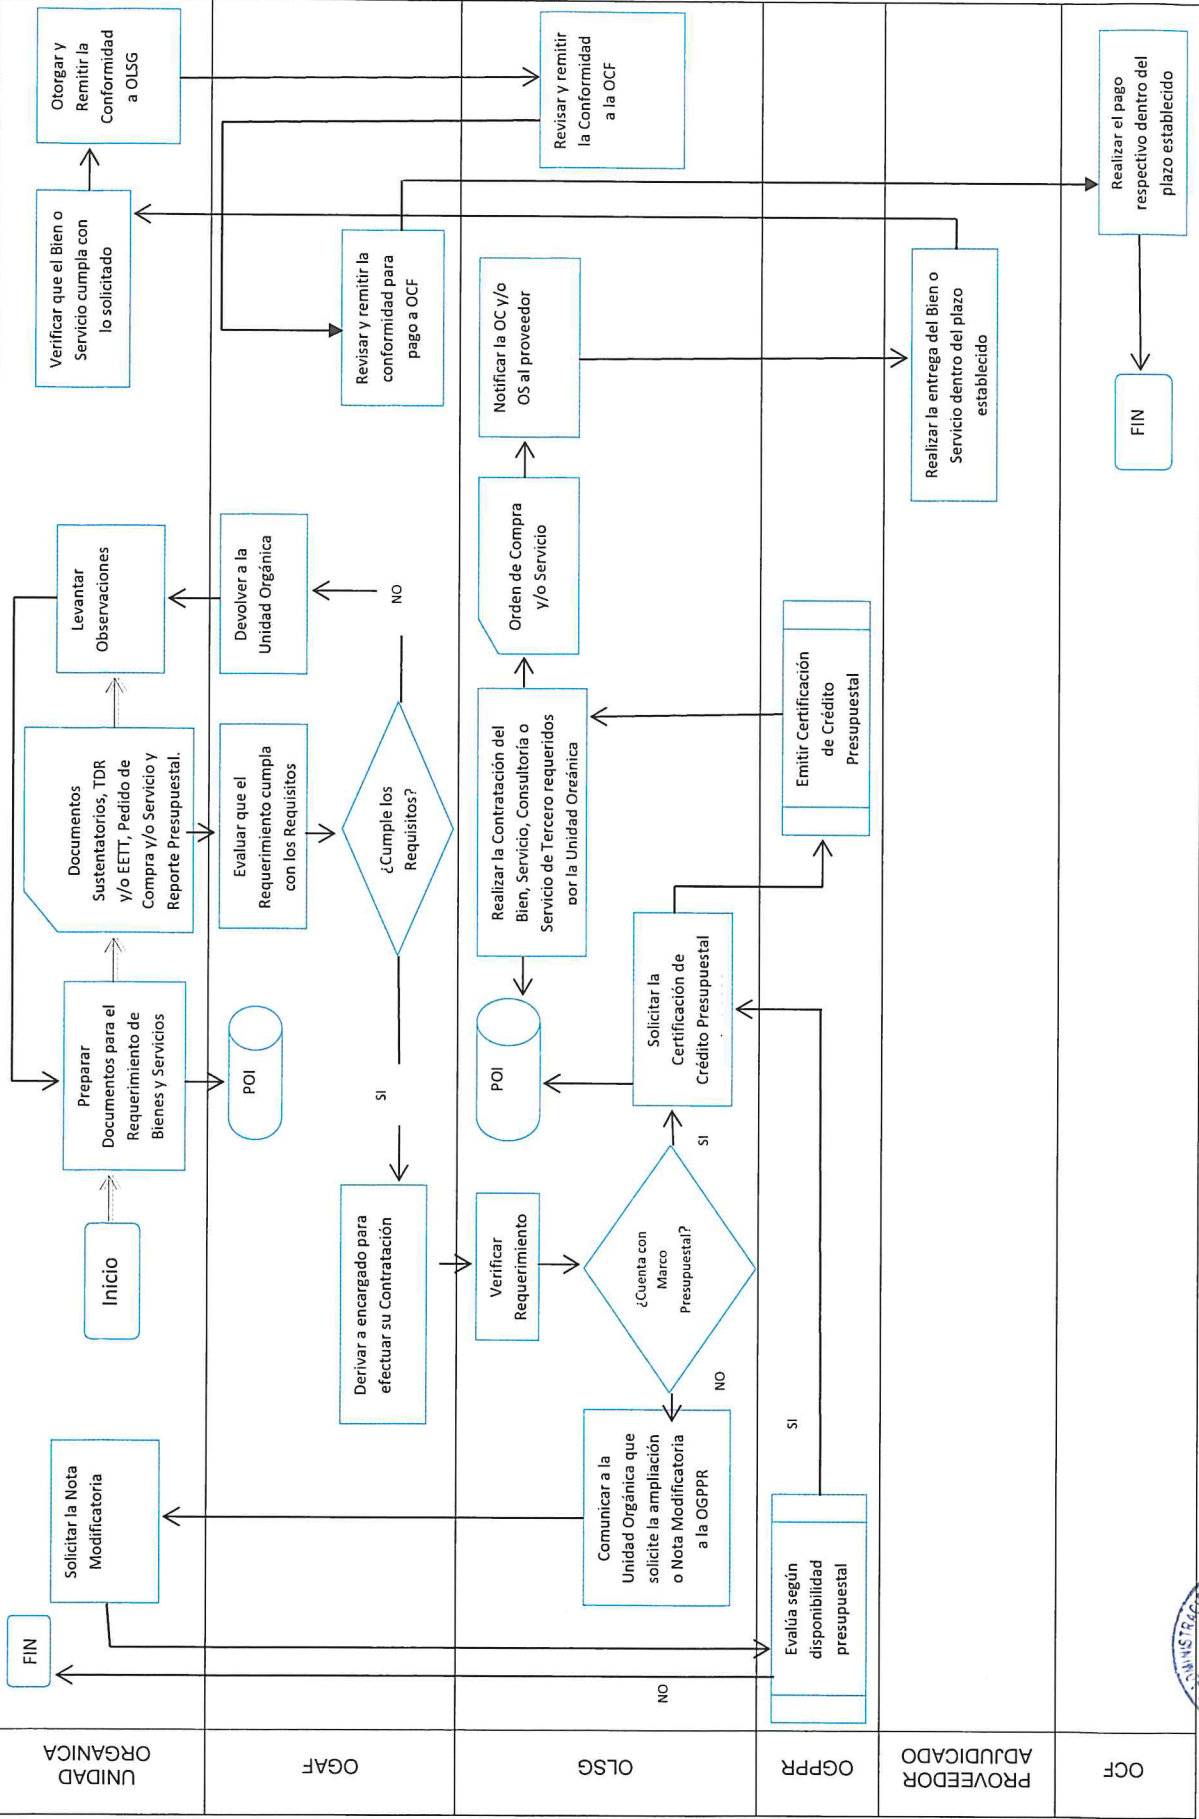 UNIDAD
ORGANICA
FIN
Solicitar la Nota
Modificatoria
Inicio
Preparar
Documentos para el
Requerimiento de
Bienes y Servicios
Documentos
Sustentatorios, TDR
y/o EETT, Pedido de
Compra y/o Servicio y
Reporte Presupuestal.
Levantar
Observaciones
Verificar que el Bien o
Servicio cumpla con
lo solicitado
Otorgar y
Remitir la
Conformidad
a OLSG
OGAF
Derivar a encargado para
efectuar su Contratación
SI
POI
Evaluar que el
Requerimiento cumpla
con los Requisitos
¿Cumple los
Requisitos?
NO
Devolver a la
Unidad Orgánica
Revisar y remitir la
conformidad para
pago a OCF
OLSG
NO
Comunicar a la
Unidad Orgánica que
solicite la ampliación
o Nota Modificatoria
a la OGPPR
NO
Verificar
Requerimiento
¿Cuenta con
Marco
Presupuestal?
SI
POI
Solicitar la
Certificación de
Crédito Presupuestal
Realizar la Contratación del
Bien, Servicio, Consultoría o
Servicio de Tercero requeridos
por la Unidad Orgánica
Orden de Compra
y/o Servicio
Notificar la OC y/o
OS al proveedor
Revisar y remitir
la Conformidad
a la OCF
OGPPR
Evalúa según
disponibilidad
presupuestal
SI
Emitir Certificación
de Crédito
Presupuestal
PROVEEDOR
ADJUDICADO
Realizar la entrega del Bien o
Servicio dentro del plazo
establecido
OCF
FIN
Realizar el pago
respectivo dentro del
plazo establecido